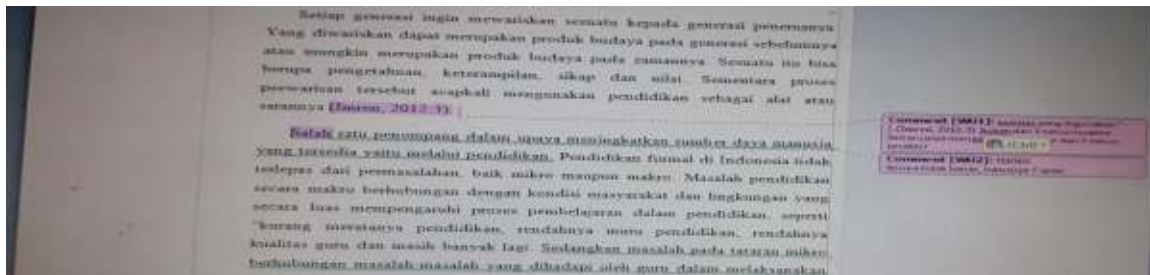 Setiap generasi ingin mewariskan sesuatu kepada generasi penerusnya
Yang diwariskan dapat merupakan produk budaya pada generasi sebelumnya
atau mungkin merupakan produk budaya pada zamannya. Sesuatu itu bisa
berupa pengetahuan, keterampilan, sikap dan nilai. Sementara proses
pewarisan tersebut acapkali menggunakan pendidikan sebagai alat atau
sarananya (Imron, 2012:3).
Salah satu penompang dalam upaya meningkatkan sumber daya manusia
yang tersedia yaitu melalui pendidikan. Pendidikan formal di Indonesia tidak
terlepas dari permasalahan, baik mikro maupun makro. Masalah pendidikan
secara makro berhubungan dengan kondisi masyarakat dan lingkungan yang
secara luas mempengaruhi proses pembelajaran dalam pendidikan, seperti
"kurang meratanya pendidikan, rendahnya mutu pendidikan, rendahnya
kualitas guru dan masih banyak lagi. Sedangkan masalah pada tataran mikro
berhubungan masalah-masalah yang dihadapi oleh guru dalam melaksanakan
Comment [WAI1]:
(Ctrl)
Comment [WAI2]: